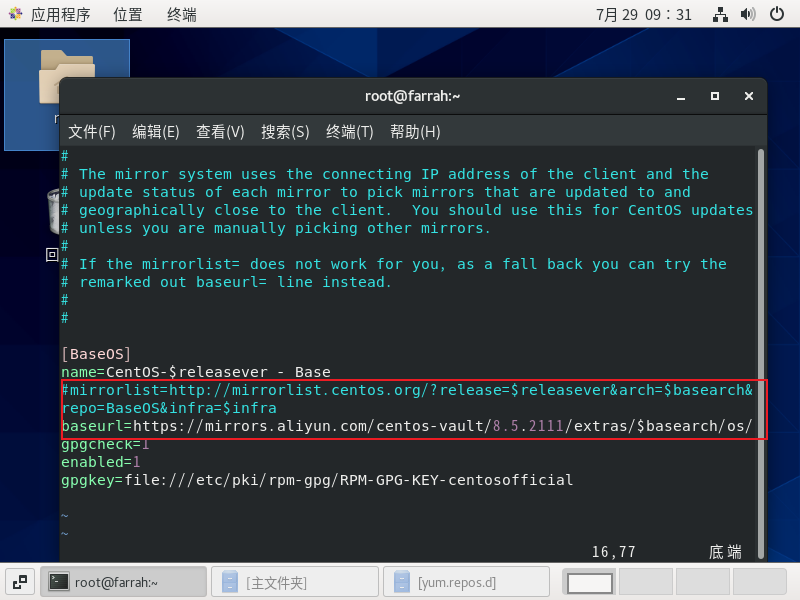 应用程序 位置 终端 7月 29 09：31
root@farrah:~
文件(F) 编辑(E) 查看(V) 搜索(S) 终端(T) 帮助(H)
#
# The mirror system uses the connecting IP address of the client and the
# update status of each mirror to pick mirrors that are updated to and
# geographically close to the client.  You should use this for CentOS updates
# unless you are manually picking other mirrors.
#
# If the mirrorlist= does not work for you, as a fall back you can try the
# remarked out baseurl= line instead.
#
#
[BaseOS]
name=CentOS-$releasever - Base
#mirrorlist=http://mirrorlist.centos.org/?release=$releasever&arch=$basearch&
repo=BaseOS&infra=$infra
baseurl=https://mirrors.aliyun.com/centos-vault/8.5.2111/extras/$basearch/os/
gpgcheck=1
enabled=1
gpgkey=file:///etc/pki/rpm-gpg/RPM-GPG-KEY-centosofficial
~
~
16,77 底端
root@farrah:~ [主文件夹] [yum.repos.d]